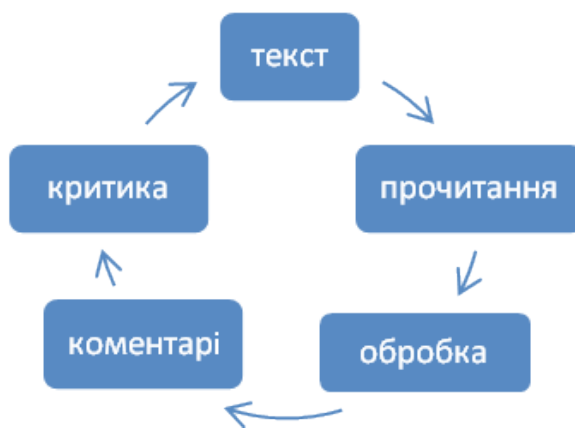 текст
прочитання
обробка
коментарі
критика